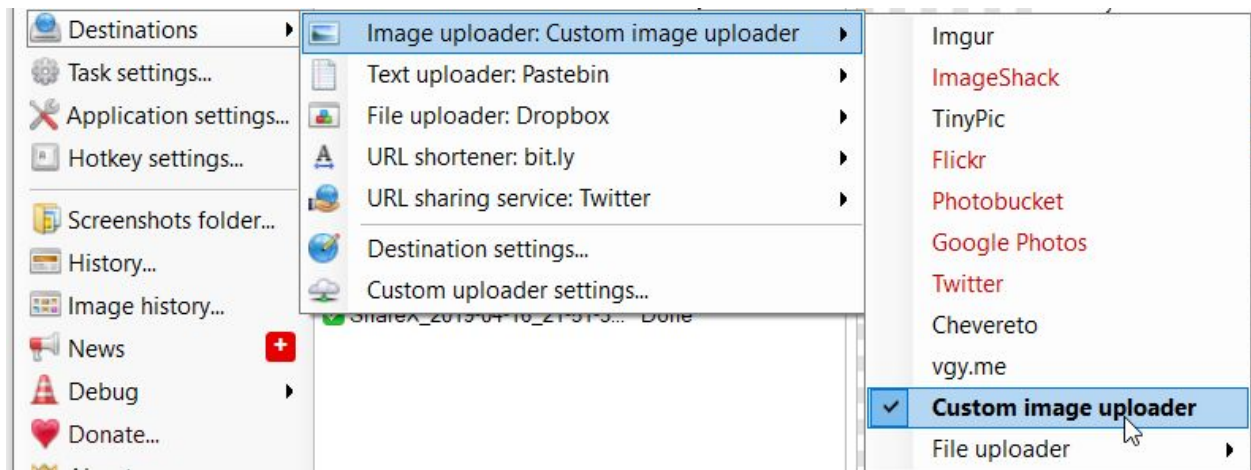 Destinations
Task settings...
Application settings...
Hotkey settings...
Screenshots folder...
History...
Image history...
News
Debug
Donate...
Image uploader: Custom image uploader
Text uploader: Pastebin
File uploader: Dropbox
URL shortener: bit.ly
URL sharing service: Twitter
Destination settings...
Custom uploader settings...
Done
Imgur
ImageShack
TinyPic
Flickr
Photobucket
Google Photos
Twitter
Chevereto
vgy.me
Custom image uploader
File uploader